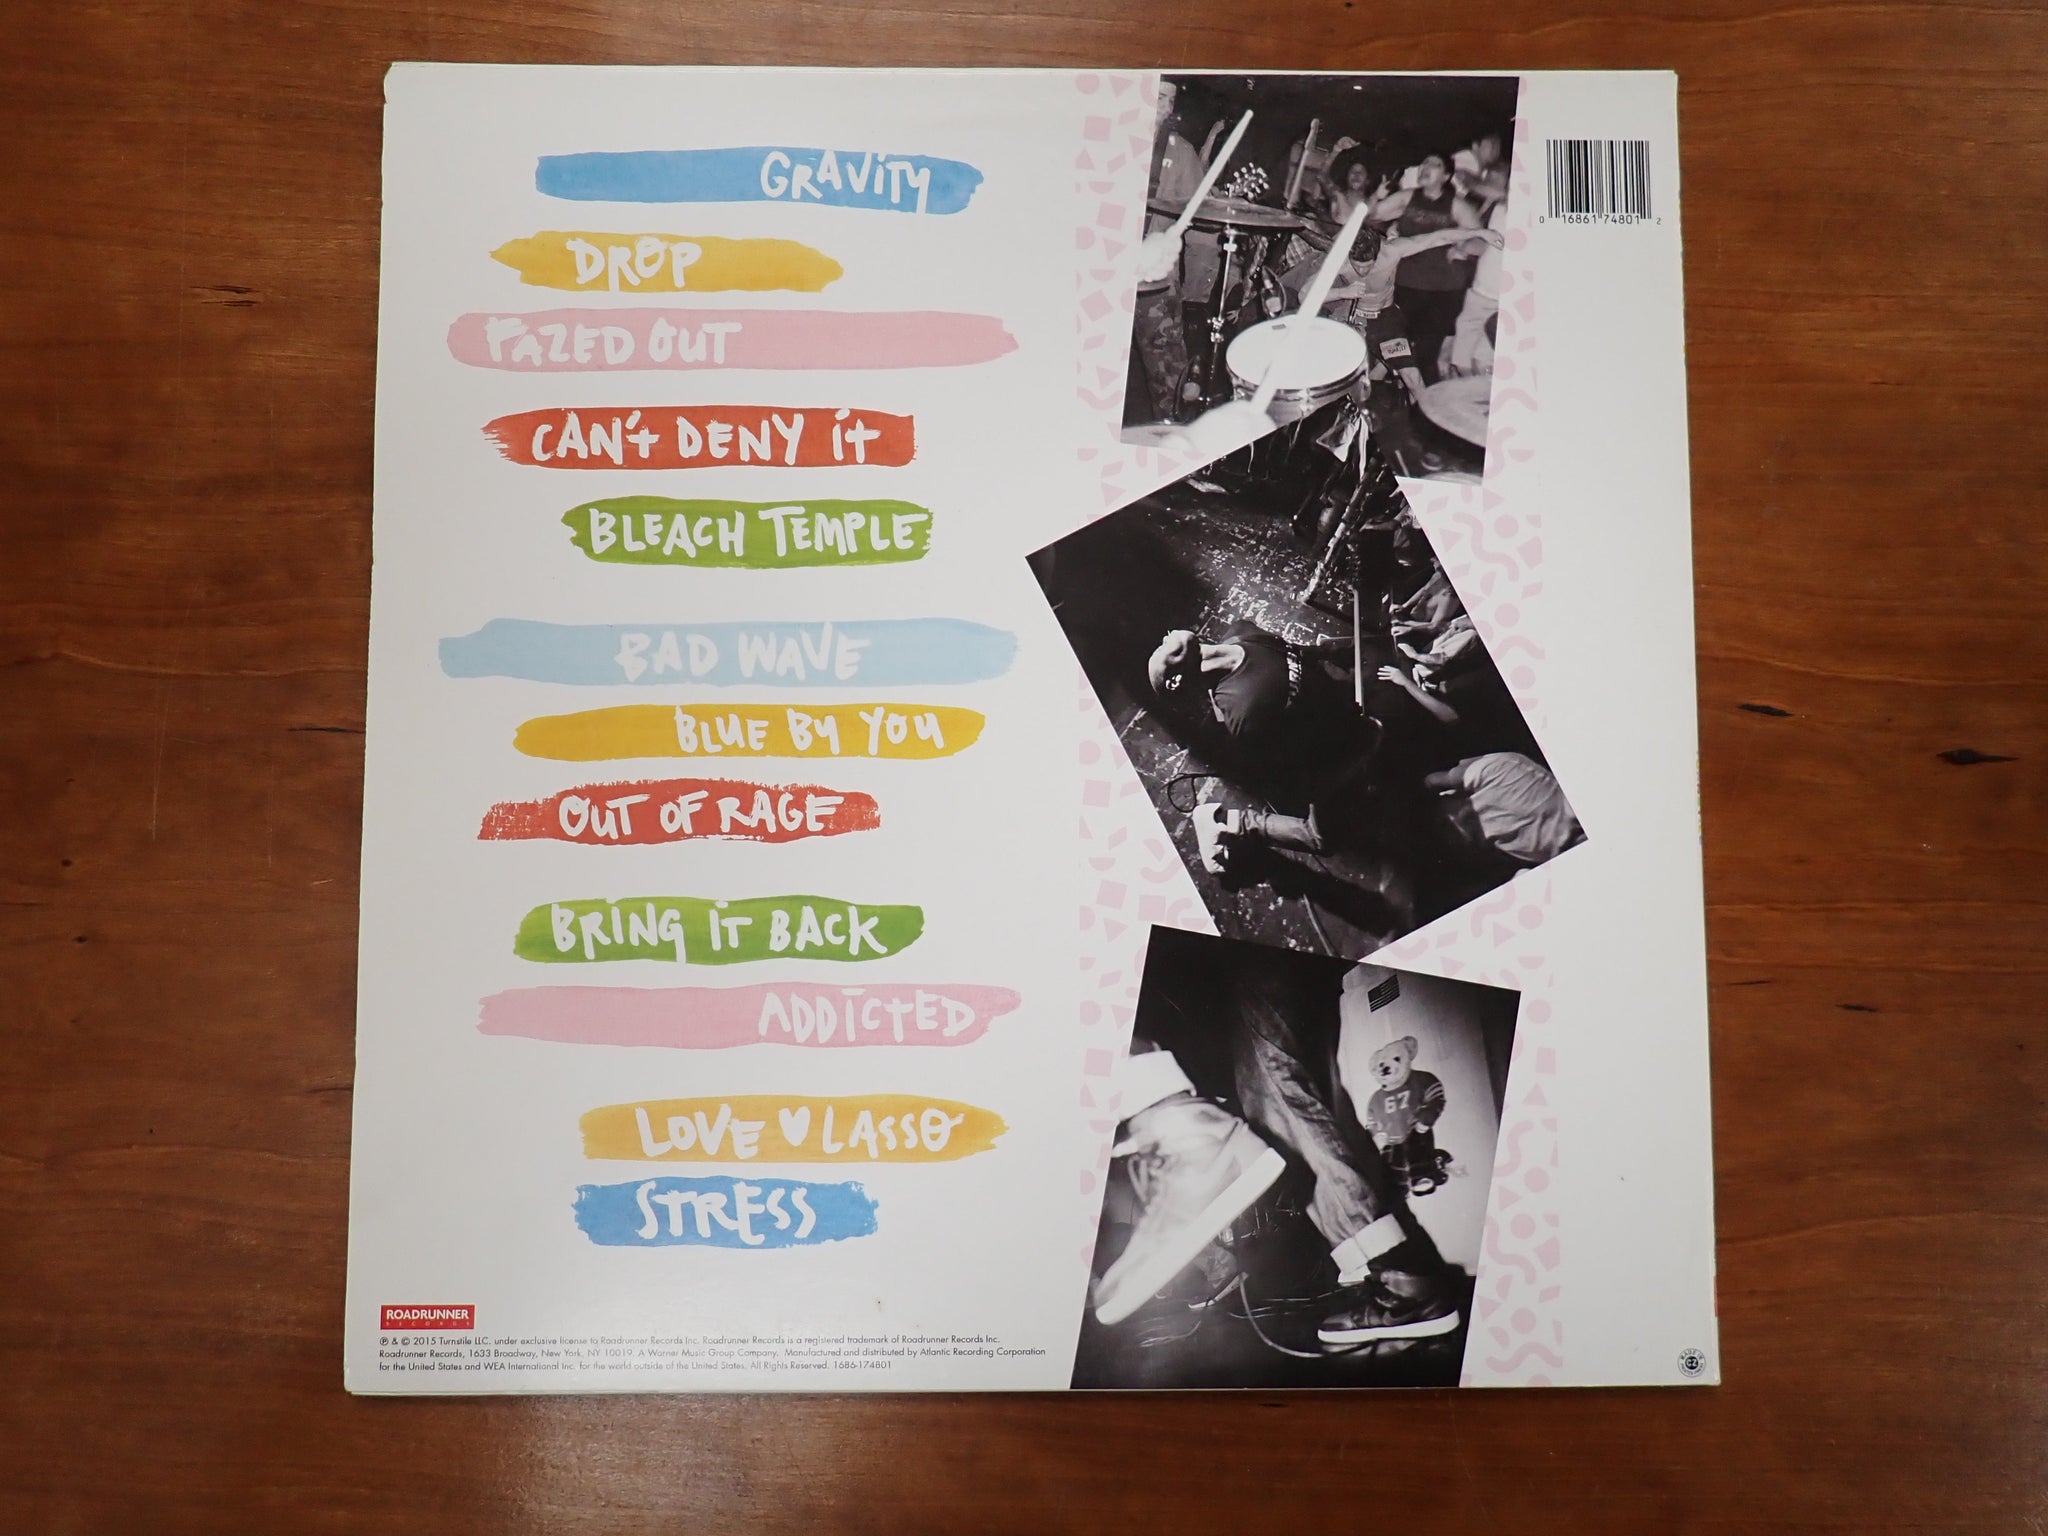 GRAVITY
DROP
FAZED OUT
CAN'T DENY IT
BLEACH TEMPLE
BAD WAVE
BLUE BY YOU
OUT OF RAGE
BRING IT BACK
ADDICTED
LOVE ♥ LASSO
STRESS
0 16861 74801 2
67
ROADRUNNER
RECORDS
℗ & © 2015 Turnstile LLC. under exclusive license to Roadrunner Records Inc. Roadrunner Records is a registered trademark of Roadrunner Records Inc.
Roadrunner Records, 1633 Broadway, New York, NY 10019. A Warner Music Group Company. Manufactured and distributed by Atlantic Recording Corporation
for the United States and WEA International Inc. for the world outside of the United States. All Rights Reserved. 1686-174801
MADE IN
CZ